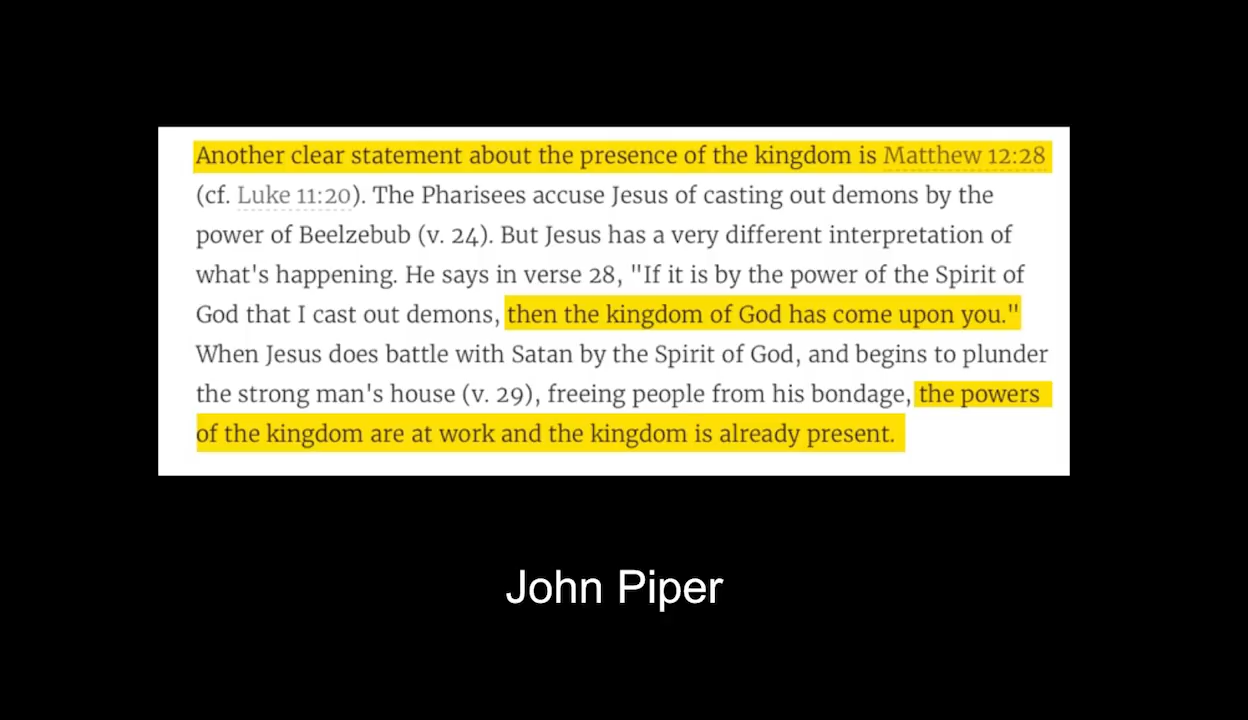 Another clear statement about the presence of the kingdom is Matthew 12:28
(cf. Luke 11:20). The Pharisees accuse Jesus of casting out demons by the
power of Beelzebub (v. 24). But Jesus has a very different interpretation of
what's happening. He says in verse 28, "If it is by the power of the Spirit of
God that I cast out demons, then the kingdom of God has come upon you."
When Jesus does battle with Satan by the Spirit of God, and begins to plunder
the strong man's house (v. 29), freeing people from his bondage, the powers
of the kingdom are at work and the kingdom is already present.
John Piper